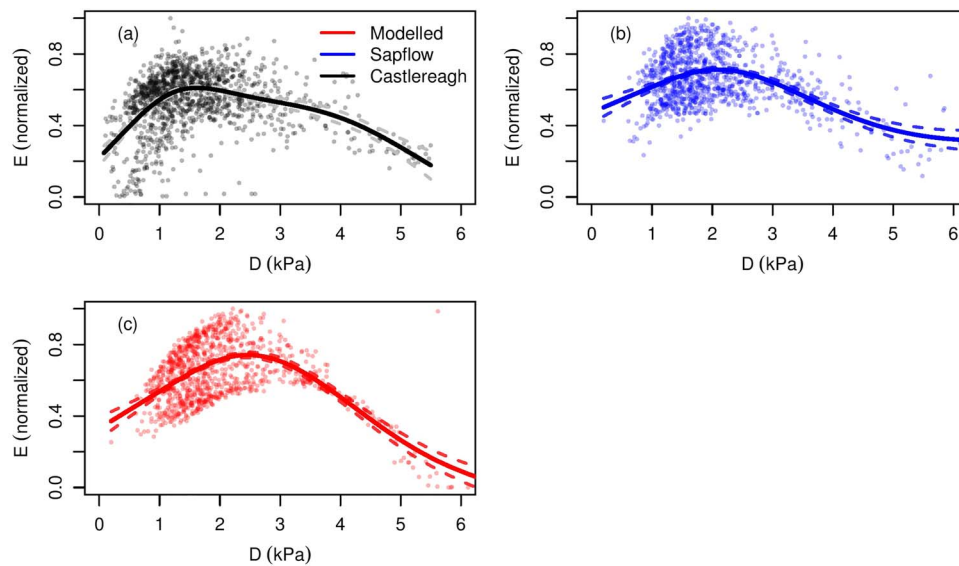 (a)
Modelled
Sapflow
Castlereagh
E (normalized)
0.0 0.4 0.8
0 1 2 3 4 5 6
D (kPa)
(b)
E (normalized)
0.0 0.4 0.8
0 1 2 3 4 5 6
D (kPa)
(c)
E (normalized)
0.0 0.4 0.8
0 1 2 3 4 5 6
D (kPa)